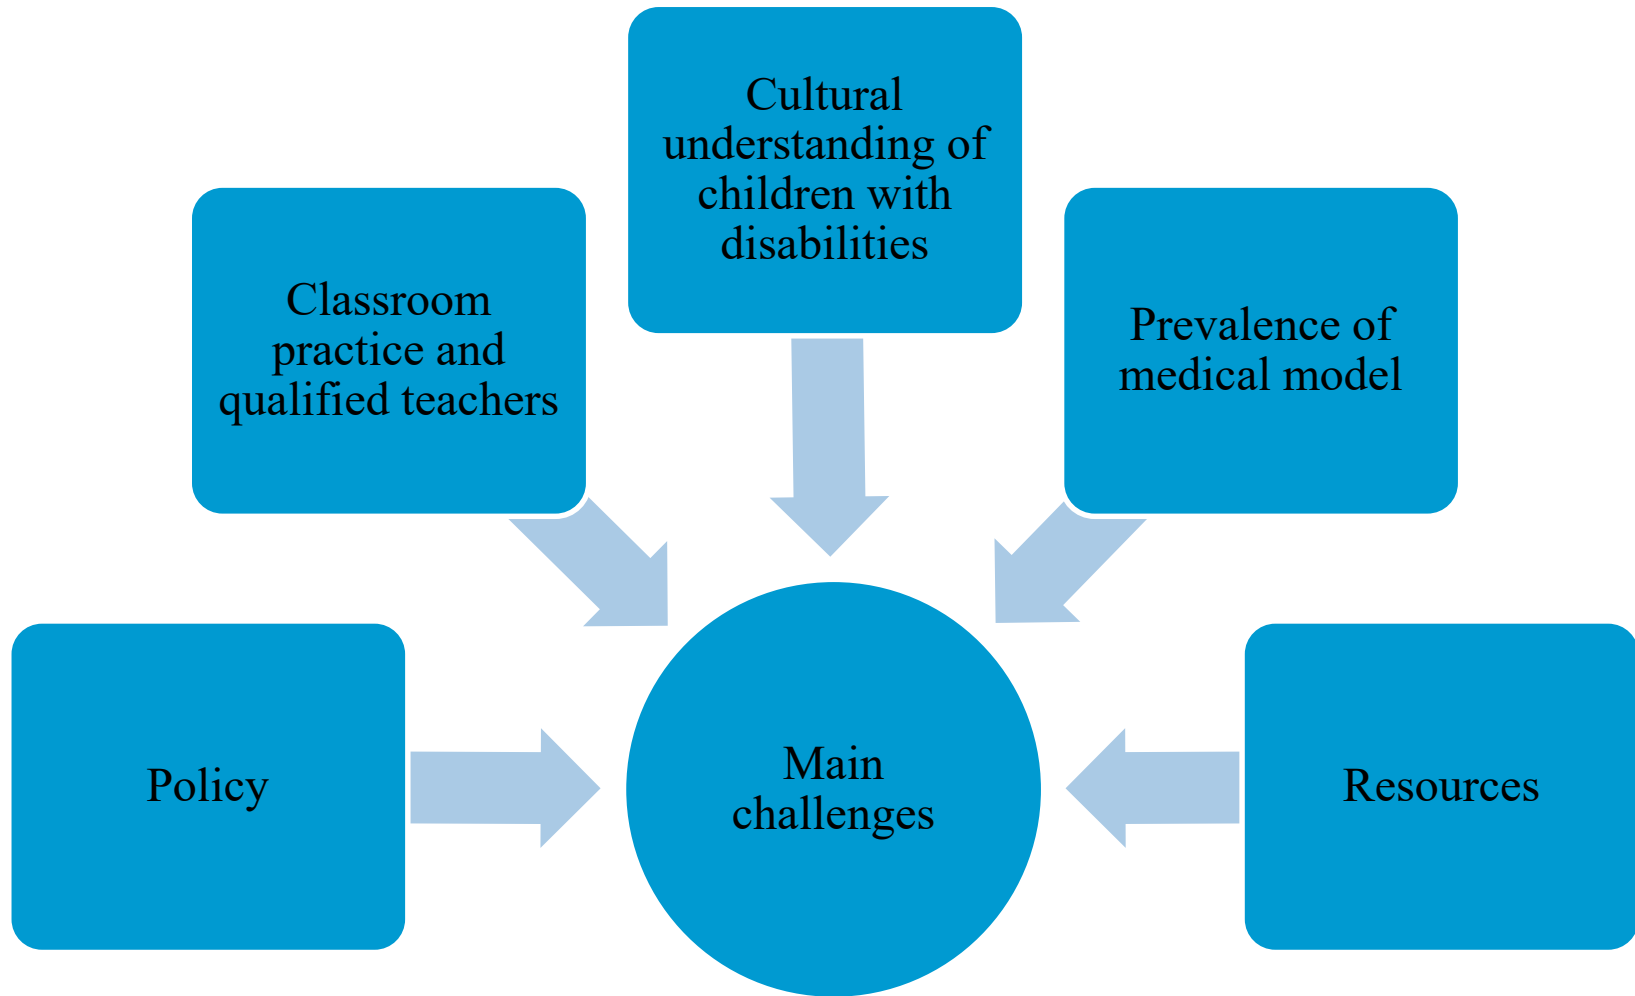 Cultural
understanding of
children with
disabilities
Classroom
practice and
qualified teachers
Prevalence of
medical model
Policy
Main
challenges
Resources